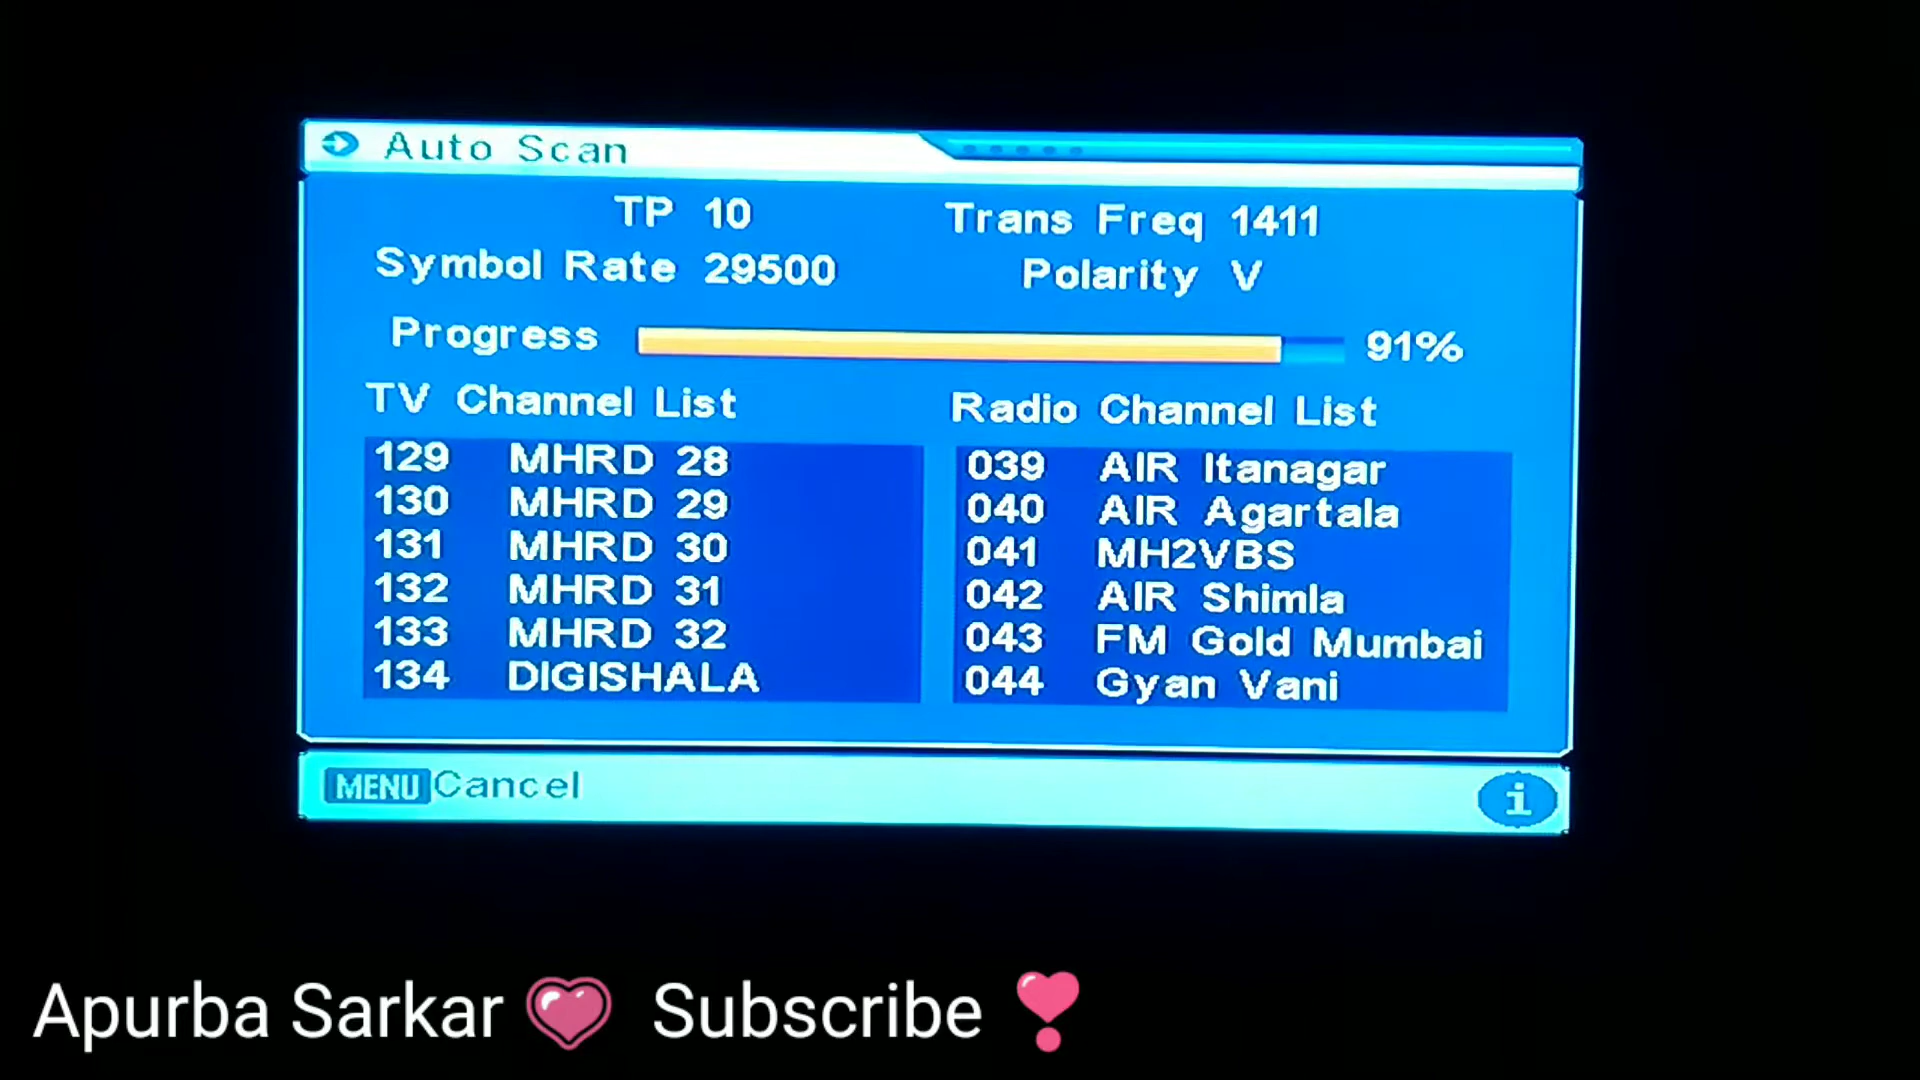 Auto Scan
TP 10 Trans Freq 1411
Symbol Rate 29500 Polarity V
Progress 91%
TV Channel List Radio Channel List
129 MHRD 28 039 AIR Itanagar
130 MHRD 29 040 AIR Agartala
131 MHRD 30 041 MH2VBS
132 MHRD 31 042 AIR Shimla
133 MHRD 32 043 FM Gold Mumbai
134 DIGISHALA 044 Gyan Vani
MENU Cancel i
Apurba Sarkar 💗 Subscribe ❣